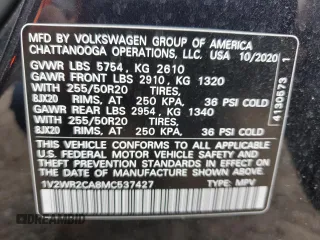 MFD BY VOLKSWAGEN GROUP OF AMERICA
CHATTANOOGA OPERATIONS, LLC. USA 10/2020
GVWR LBS 5754 , KG 2610
GAWR FRONT LBS 2910 , KG 1320
WITH 255/50R20 TIRES,
8JX20 RIMS, AT 250 KPA, 36 PSI COLD
GAWR REAR LBS 2954 , KG 1340
WITH 255/50R20 TIRES,
8JX20 RIMS, AT 250 KPA, 36 PSI COLD
THIS VEHICLE CONFORMS TO ALL APPLICABLE
U.S. FEDERAL MOTOR VEHICLE SAFETY
STANDARDS IN EFFECT ON THE DATE OF
MANUFACTURE SHOWN ABOVE.
1V2WR2CA8MC537427 TYPE: MPV
4130873 1